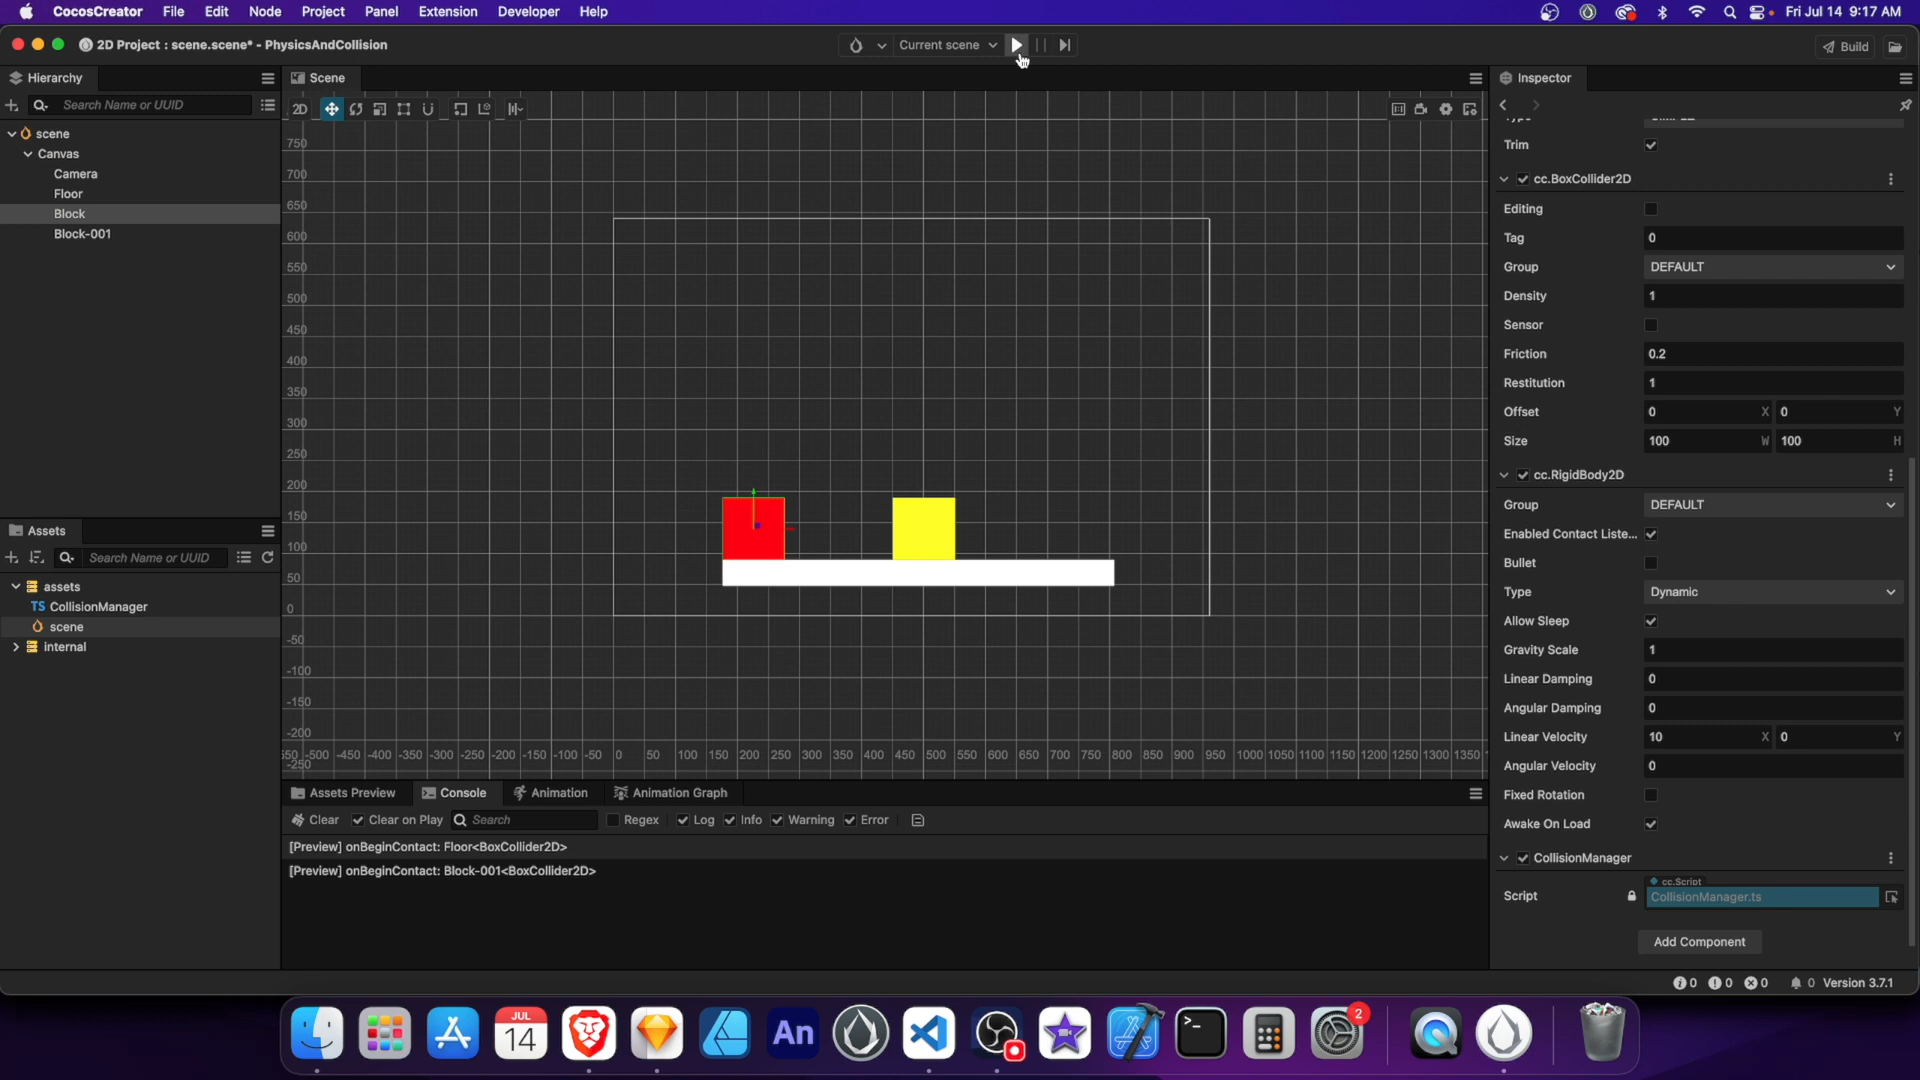 CocosCreator File Edit Node Project Panel Extension Developer Help Fri Jul 14 9:17 AM
2D Project : scene.scene* - PhysicsAndCollision
Current scene
Build
Hierarchy
Search Name or UUID
scene
Canvas
Camera
Floor
Block
Block-001
Assets
Search Name or UUID
assets
TS CollisionManager
scene
internal
Scene
2D
750
700
650
600
550
500
450
400
350
300
250
200
150
100
50
0
-50
-100
-150
-200
-250
-500 -450 -400 -350 -300 -250 -200 -150 -100 -50 0 50 100 150 200 250 300 350 400 450 500 550 600 650 700 750 800 850 900 950 1000 1050 1100 1150 1200 1250 1300 1350
Assets Preview Console Animation Animation Graph
Clear Clear on Play Search Regex Log Info Warning Error
[Preview] onBeginContact: Floor<BoxCollider2D>
[Preview] onBeginContact: Block-001<BoxCollider2D>
Inspector
Trim
cc.BoxCollider2D
Editing
Tag 0
Group DEFAULT
Density 1
Sensor
Friction 0.2
Restitution 1
Offset 0 X 0 Y
Size 100 W 100 H
cc.RigidBody2D
Group DEFAULT
Enabled Contact Liste...
Bullet
Type Dynamic
Allow Sleep
Gravity Scale 1
Linear Damping 0
Angular Damping 0
Linear Velocity 10 X 0 Y
Angular Velocity 0
Fixed Rotation
Awake On Load
CollisionManager
cc.Script
Script CollisionManager.ts
Add Component
0 0 0 0 Version 3.7.1
JUL
14
An
2